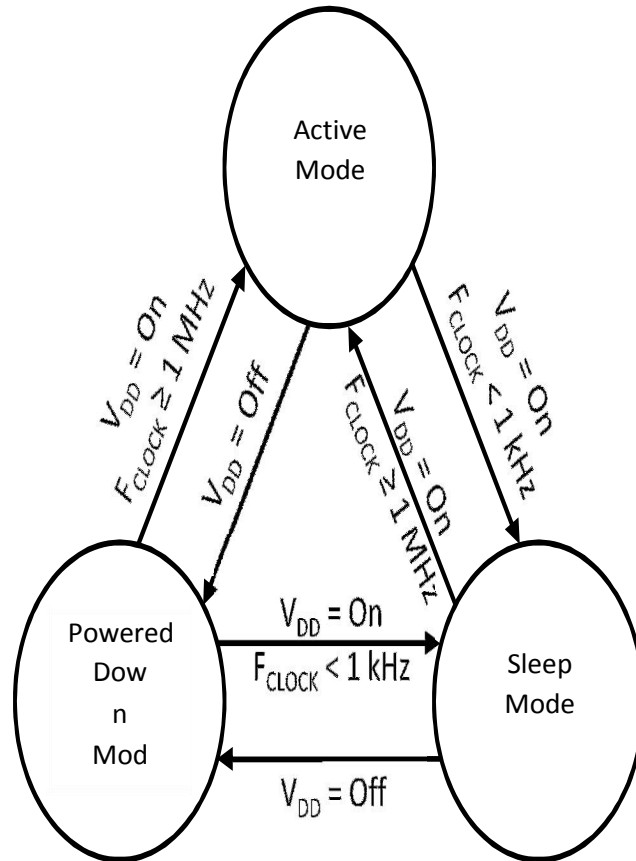 Active
Mode
V_DD = On
F_CLOCK ≥ 1 MHz
V_DD = Off
V_DD = On
F_CLOCK ≥ 1 MHz
V_DD = On
F_CLOCK < 1 kHz
Powered
Dow
n
Mod
V_DD = On
F_CLOCK < 1 kHz
Sleep
Mode
V_DD = Off